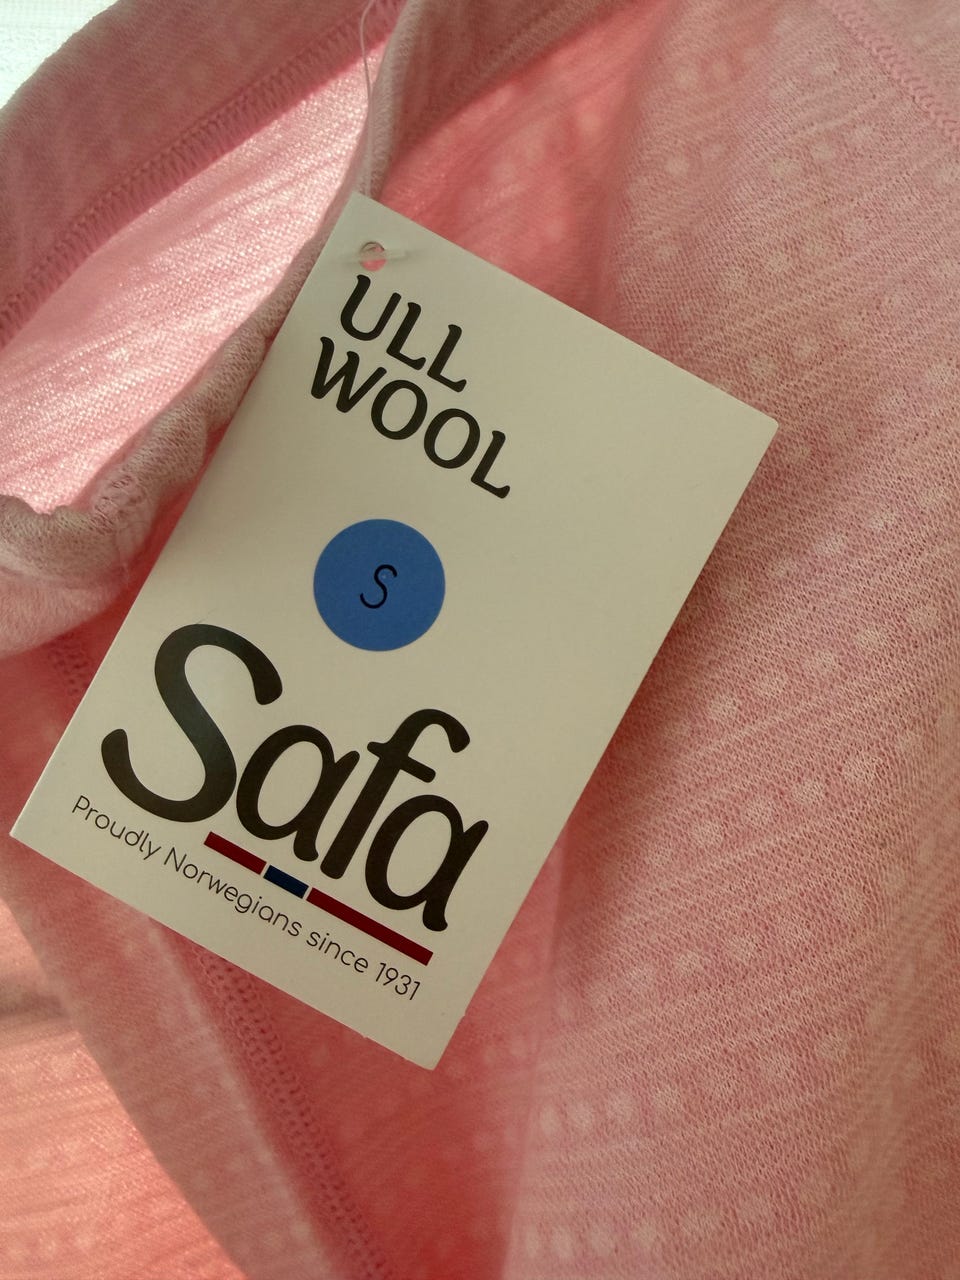 ULL
WOOL
S
Safa
Proudly Norwegians since 1931